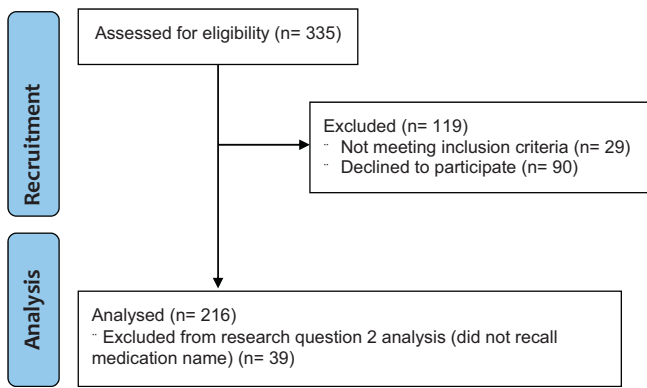 Recruitment
Assessed for eligibility (n= 335)
Excluded (n= 119)
¨ Not meeting inclusion criteria (n= 29)
¨ Declined to participate (n= 90)
Analysis
Analysed (n= 216)
¨ Excluded from research question 2 analysis (did not recall
medication name) (n= 39)